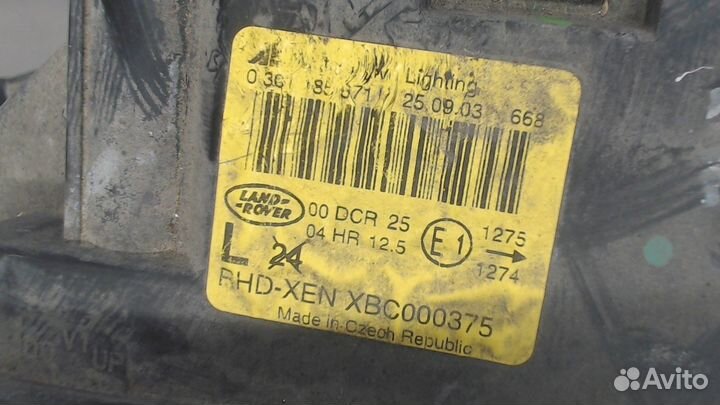 Lighting
25.09.03 668
LAND-
ROVER
00 DCR 25
04 HR 12.5
E1
1275
1274
L 24
RHD-XEN XBC000375
Made in Czech Republic
Avito